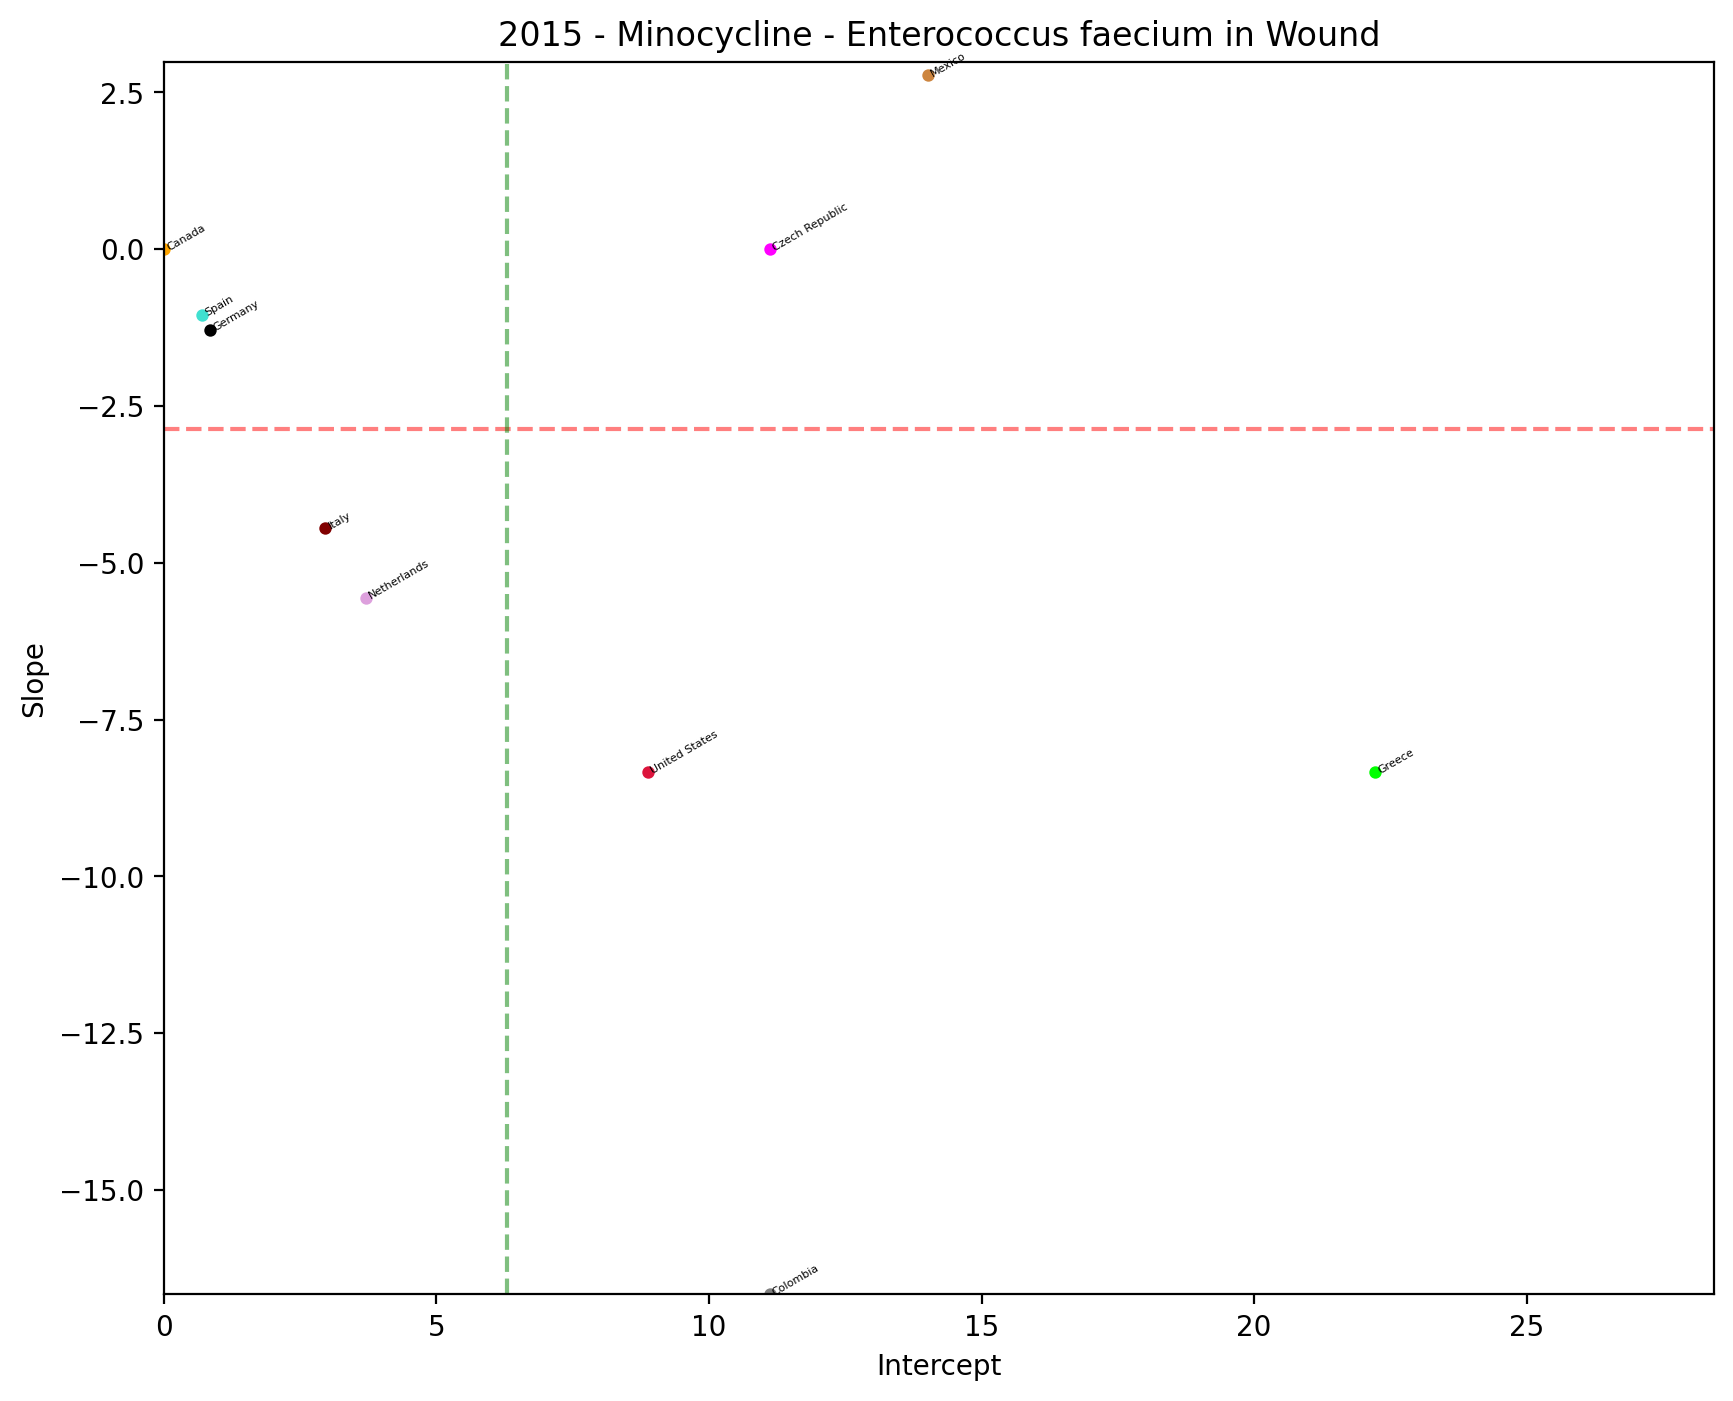 2015 - Minocycline - Enterococcus faecium in Wound
Mexico
2.5
Czech Republic
Canada
0.0
Spain
Germany
−2.5
Italy
−5.0
Netherlands
Slope
−7.5
United States
Greece
−10.0
−12.5
−15.0
Colombia
0
5
10
15
20
25
Intercept